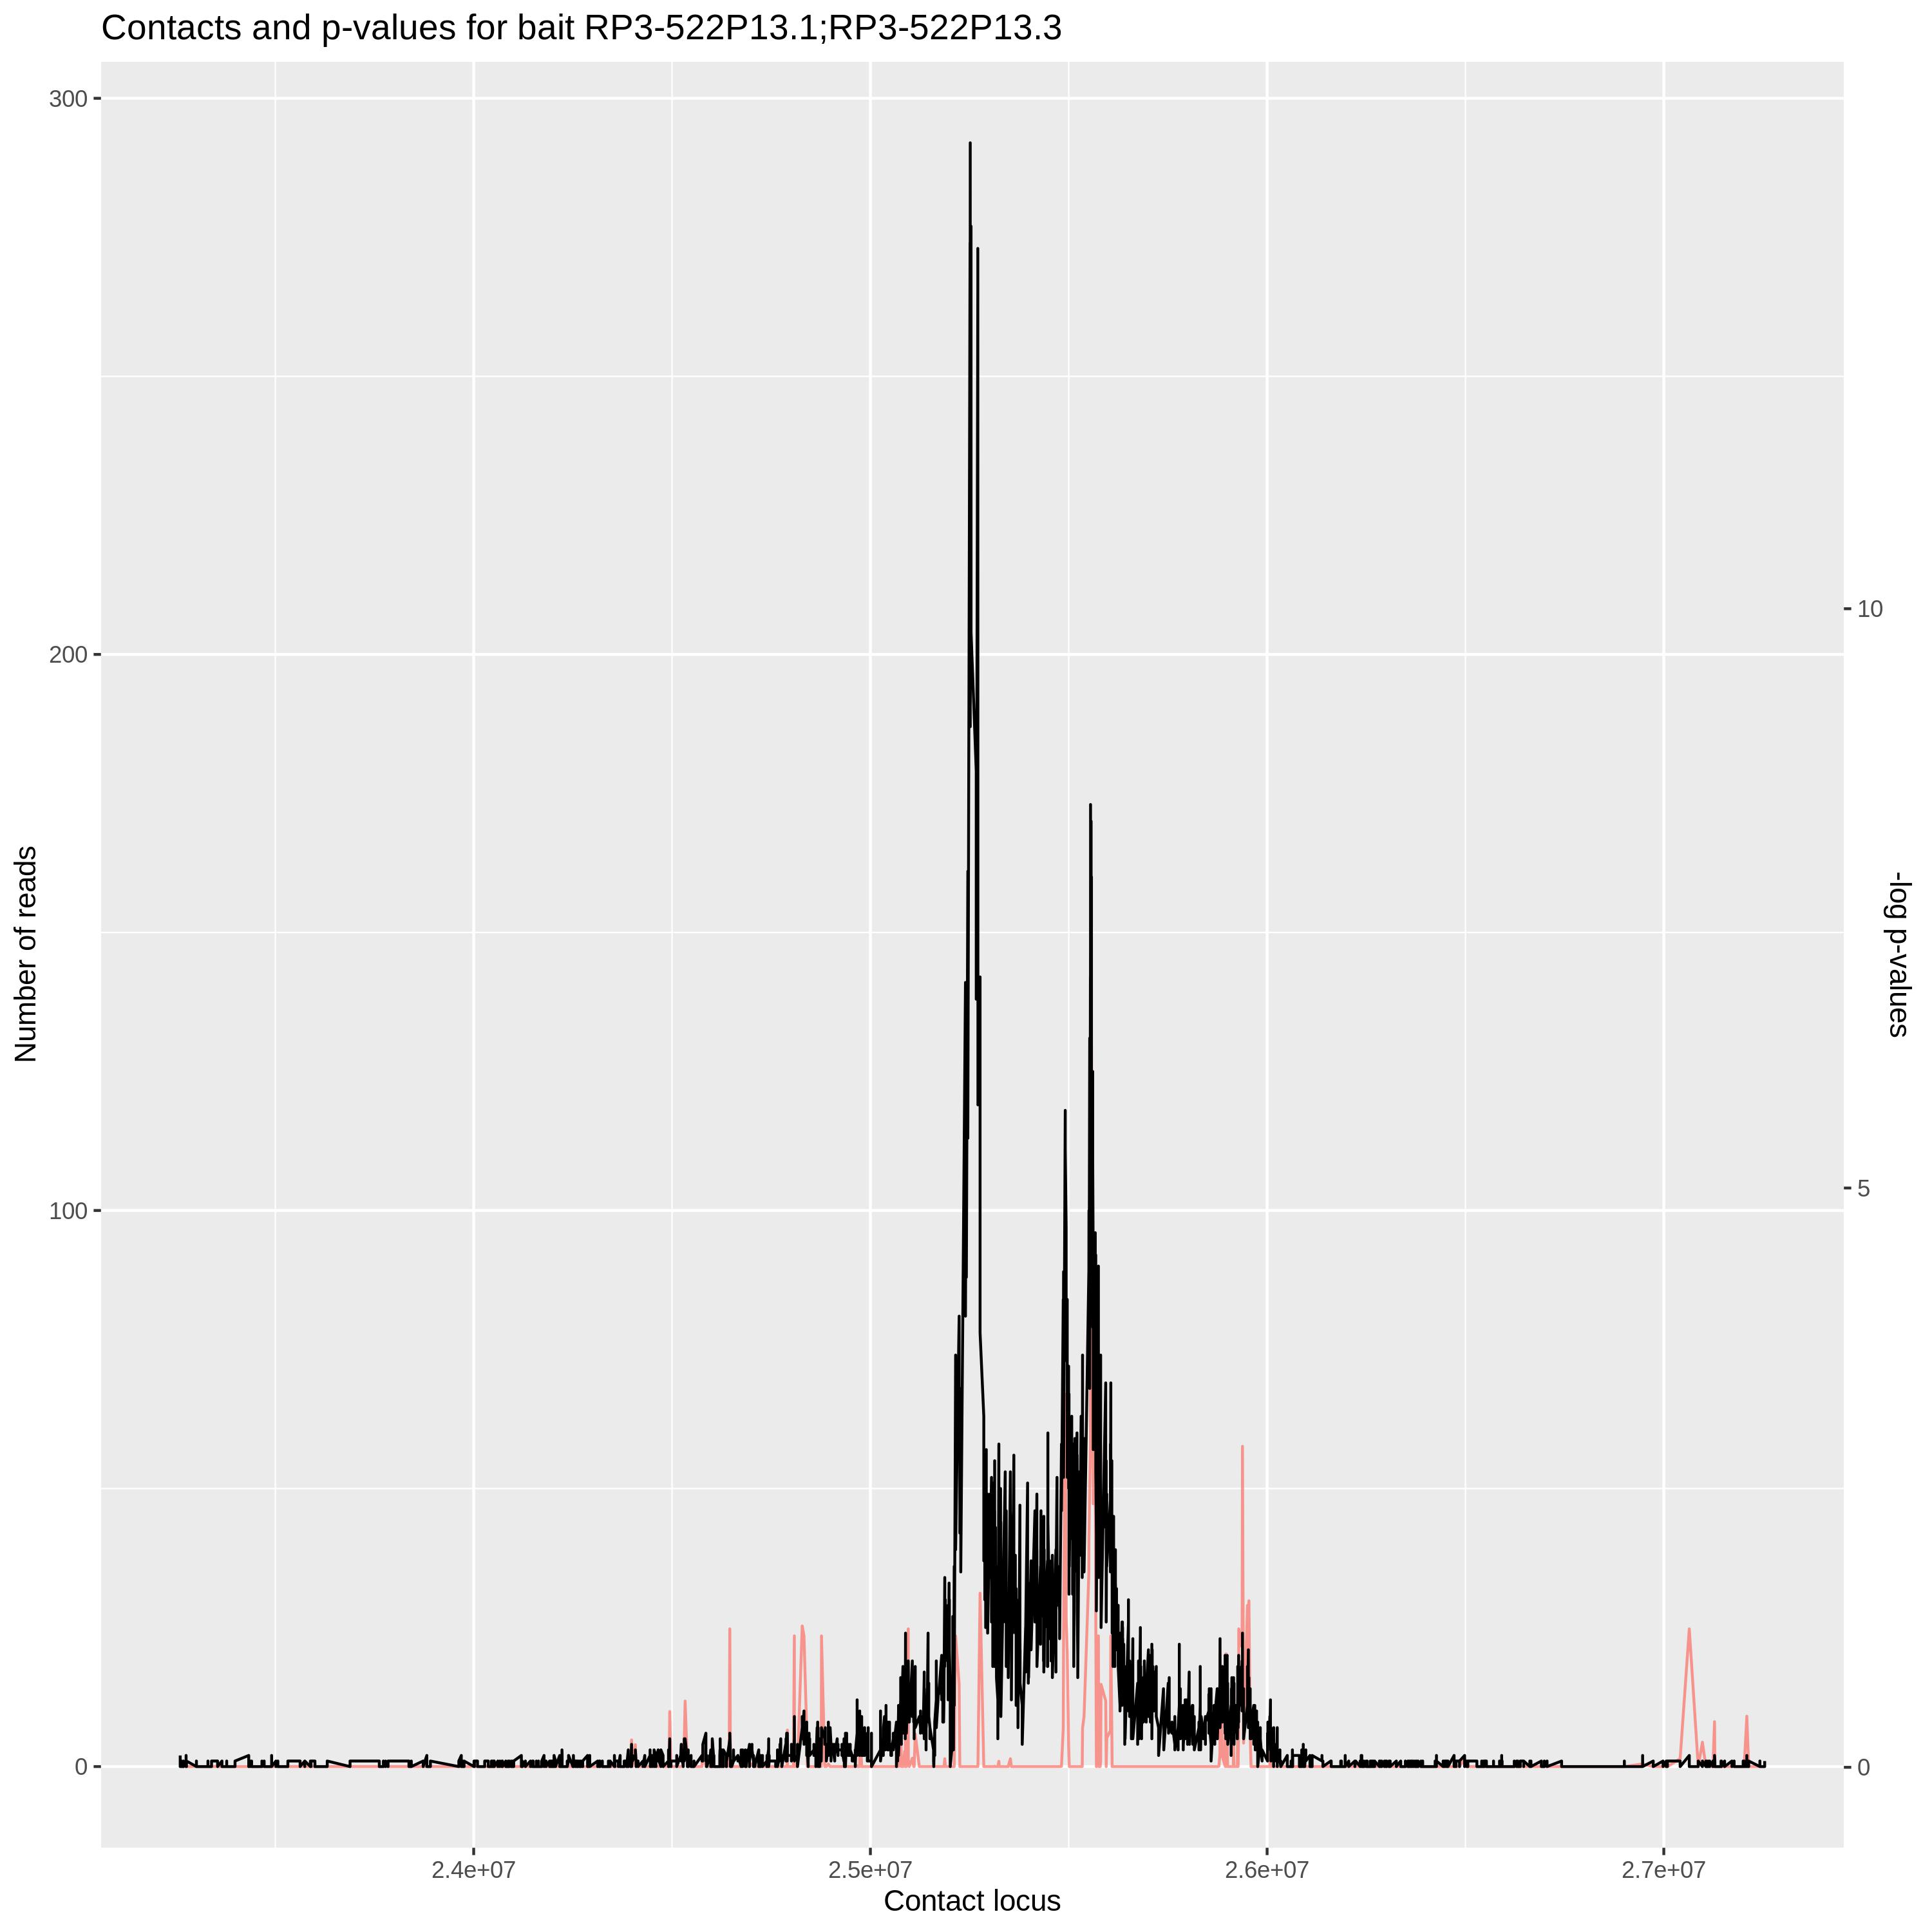 Contacts and p-values for bait RP3-522P13.1;RP3-522P13.3
300
200
100
0
Number of reads
10
5
0
-log p-values
2.4e+07
2.5e+07
2.6e+07
2.7e+07
Contact locus